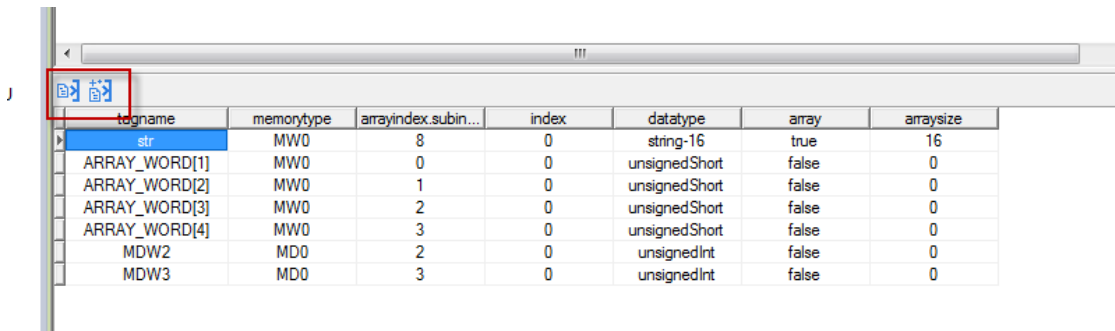 tagname memorytype arrayindex.subin... index datatype array arraysize
str MW0 8 0 string-16 true 16
ARRAY_WORD[1] MW0 0 0 unsignedShort false 0
ARRAY_WORD[2] MW0 1 0 unsignedShort false 0
ARRAY_WORD[3] MW0 2 0 unsignedShort false 0
ARRAY_WORD[4] MW0 3 0 unsignedShort false 0
MDW2 MD0 2 0 unsignedInt false 0
MDW3 MD0 3 0 unsignedInt false 0